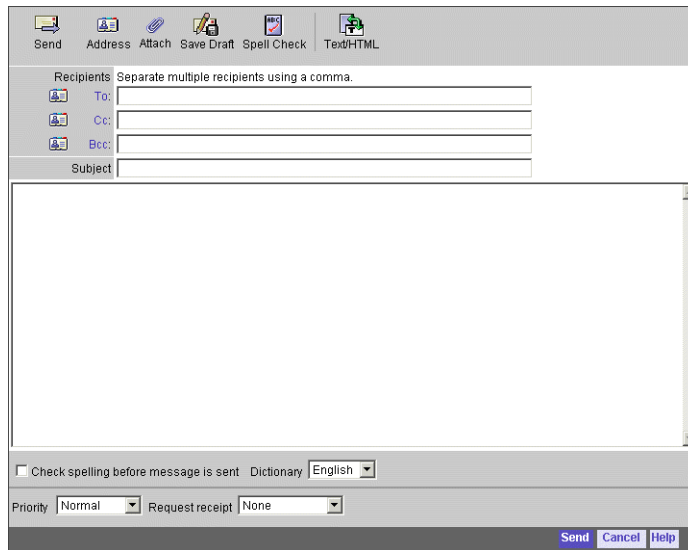 Send Address Attach Save Draft Spell Check Text/HTML
Recipients Separate multiple recipients using a comma.
To:
Cc:
Bcc:
Subject
Check spelling before message is sent Dictionary English
Priority Normal Request receipt None
Send Cancel Help